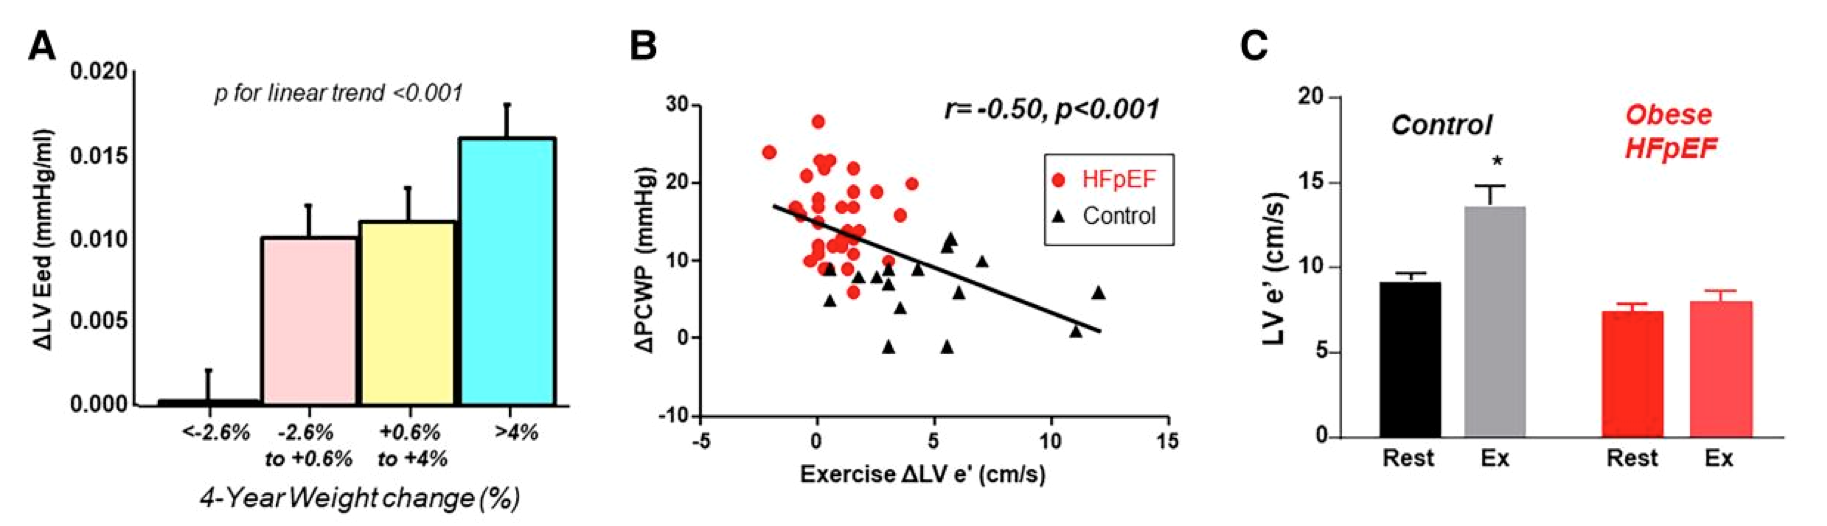 A
0.020
0.015
0.010
0.005
0.000
ΔLV Eed (mmHg/ml)
p for linear trend <0.001
<-2.6%
-2.6%
to +0.6%
+0.6%
to +4%
>4%
4-Year Weight change (%)
B
30
20
10
0
-10
ΔPCWP (mmHg)
r= -0.50, p<0.001
HFpEF
Control
-5
0
5
10
15
Exercise ΔLV e' (cm/s)
C
20
15
10
5
0
LV e’ (cm/s)
Control
*
Obese
HFpEF
Rest
Ex
Rest
Ex